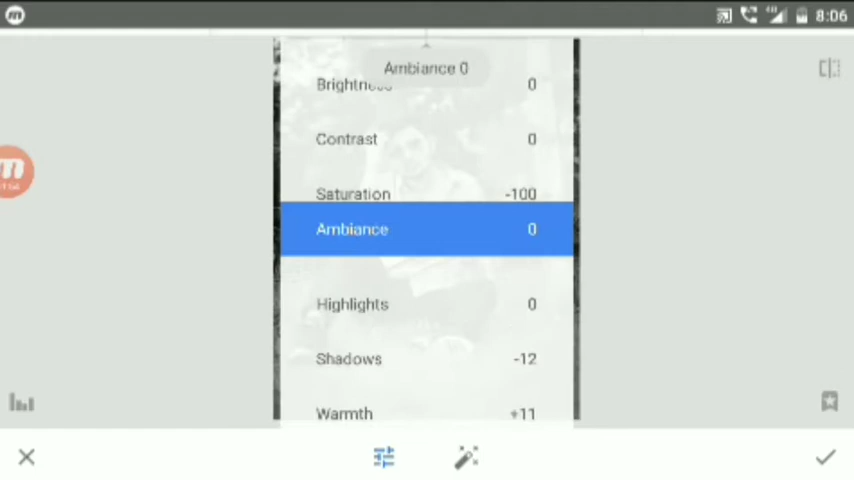 8:06
Ambiance 0
Brightness 0
Contrast 0
Saturation -100
Ambiance 0
Highlights 0
Shadows -12
Warmth +11